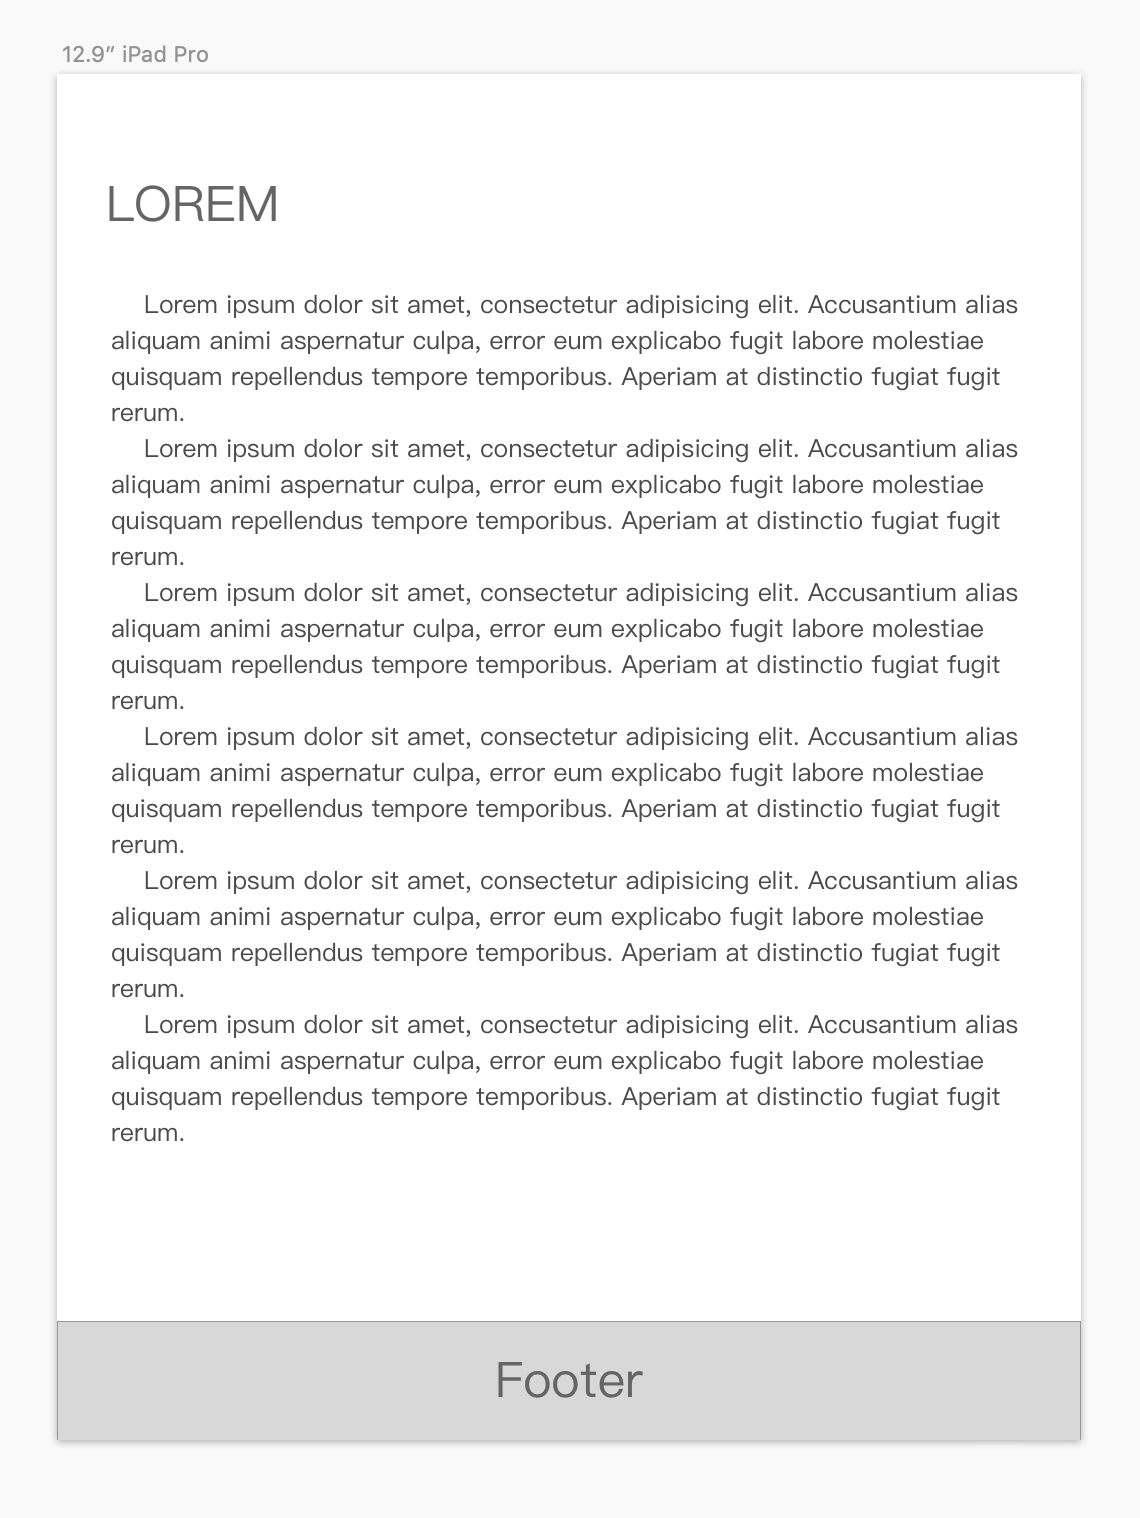 12.9” iPad Pro
LOREM
Lorem ipsum dolor sit amet, consectetur adipisicing elit. Accusantium alias
aliquam animi aspernatur culpa, error eum explicabo fugit labore molestiae
quisquam repellendus tempore temporibus. Aperiam at distinctio fugiat fugit
rerum.
Lorem ipsum dolor sit amet, consectetur adipisicing elit. Accusantium alias
aliquam animi aspernatur culpa, error eum explicabo fugit labore molestiae
quisquam repellendus tempore temporibus. Aperiam at distinctio fugiat fugit
rerum.
Lorem ipsum dolor sit amet, consectetur adipisicing elit. Accusantium alias
aliquam animi aspernatur culpa, error eum explicabo fugit labore molestiae
quisquam repellendus tempore temporibus. Aperiam at distinctio fugiat fugit
rerum.
Lorem ipsum dolor sit amet, consectetur adipisicing elit. Accusantium alias
aliquam animi aspernatur culpa, error eum explicabo fugit labore molestiae
quisquam repellendus tempore temporibus. Aperiam at distinctio fugiat fugit
rerum.
Lorem ipsum dolor sit amet, consectetur adipisicing elit. Accusantium alias
aliquam animi aspernatur culpa, error eum explicabo fugit labore molestiae
quisquam repellendus tempore temporibus. Aperiam at distinctio fugiat fugit
rerum.
Lorem ipsum dolor sit amet, consectetur adipisicing elit. Accusantium alias
aliquam animi aspernatur culpa, error eum explicabo fugit labore molestiae
quisquam repellendus tempore temporibus. Aperiam at distinctio fugiat fugit
rerum.
Footer